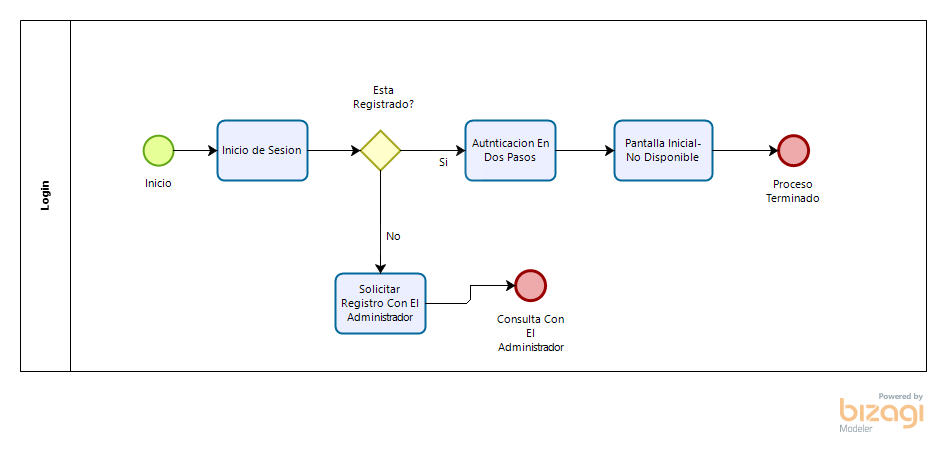 Login
Inicio
Inicio de Sesion
Esta
Registrado?
Si
No
Autnticacion En
Dos Pasos
Pantalla Inicial-
No Disponible
Proceso
Terminado
Solicitar
Registro Con El
Administrador
Consulta Con
El
Administrador
Powered by
bizagi
Modeler